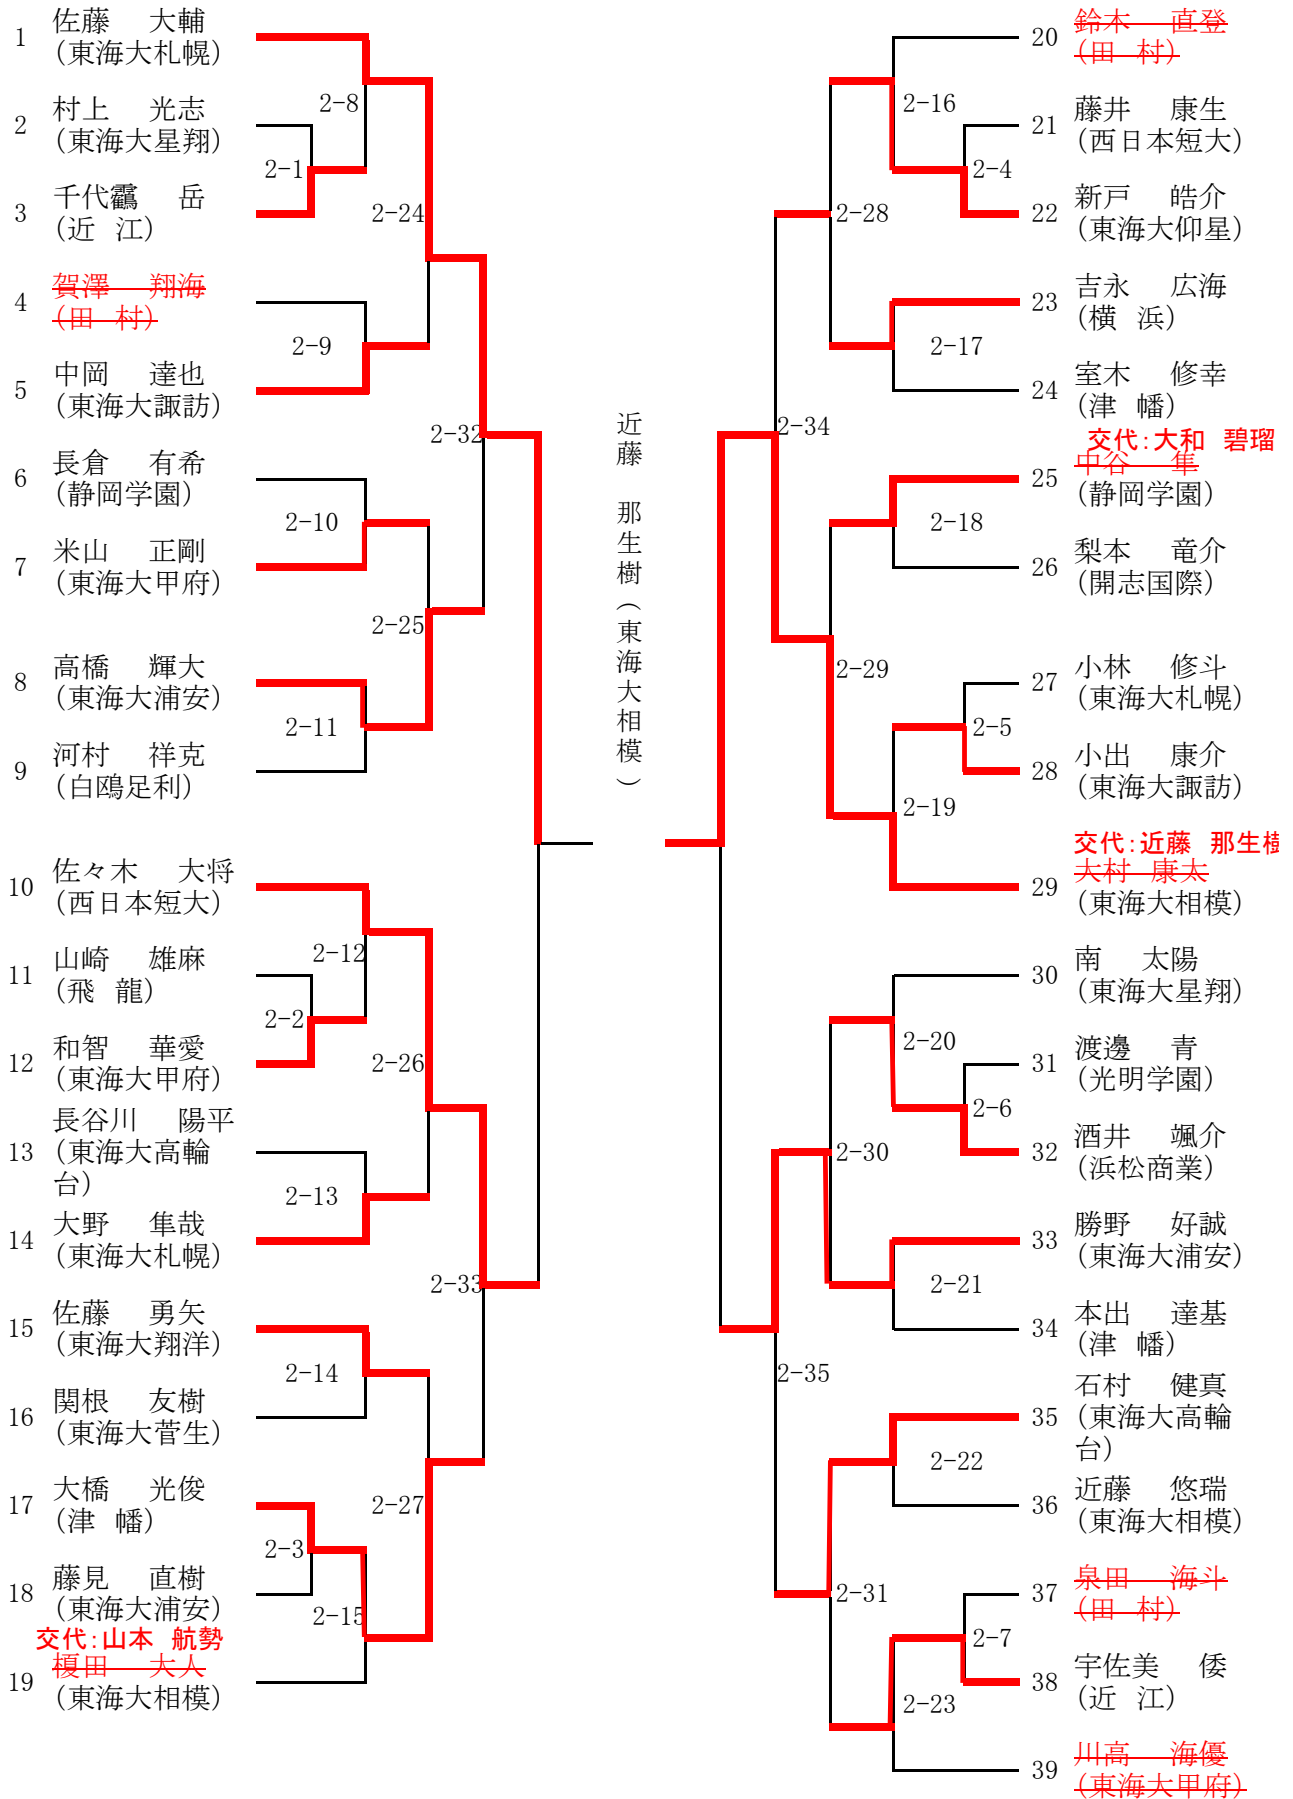 1 佐藤 大輔
(東海大札幌)
2 村上 光志
(東海大星翔)
3 千代靍 岳
(近 江)
4 賀澤 翔海
(田 村)
5 中岡 達也
(東海大諏訪)
6 長倉 有希
(静岡学園)
7 米山 正剛
(東海大甲府)
8 高橋 輝大
(東海大浦安)
9 河村 祥克
(白鴎足利)
10 佐々木 大将
(西日本短大)
11 山崎 雄麻
(飛 龍)
12 和智 華愛
(東海大甲府)
13 長谷川 陽平
(東海大高輪
台)
14 大野 隼哉
(東海大札幌)
15 佐藤 勇矢
(東海大翔洋)
16 関根 友樹
(東海大菅生)
17 大橋 光俊
(津 幡)
18 藤見 直樹
(東海大浦安)
交代:山本 航勢
19 榎田 大人
(東海大相模)
2-8
2-1
2-24
2-9
2-32
2-10
2-25
2-11
2-12
2-2
2-26
2-13
2-33
2-14
2-27
2-3
2-15
近藤 那生樹(東海大相模)
2-16
2-4
2-28
2-17
2-34
2-18
2-29
2-5
2-19
2-20
2-6
2-30
2-21
2-35
2-22
2-31
2-7
2-23
20 鈴木 直登
(田 村)
21 藤井 康生
(西日本短大)
22 新戸 皓介
(東海大仰星)
23 吉永 広海
(横 浜)
24 室木 修幸
(津 幡)
交代:大和 碧瑠
25 中谷 隼
(静岡学園)
26 梨本 竜介
(開志国際)
27 小林 修斗
(東海大札幌)
28 小出 康介
(東海大諏訪)
交代:近藤 那生樹
29 大村 康太
(東海大相模)
30 南 太陽
(東海大星翔)
31 渡邊 青
(光明学園)
32 酒井 颯介
(浜松商業)
33 勝野 好誠
(東海大浦安)
34 本出 達基
(津 幡)
35 石村 健真
(東海大高輪
台)
36 近藤 悠瑞
(東海大相模)
37 泉田 海斗
(田 村)
38 宇佐美 倭
(近 江)
39 川高 海優
(東海大甲府)